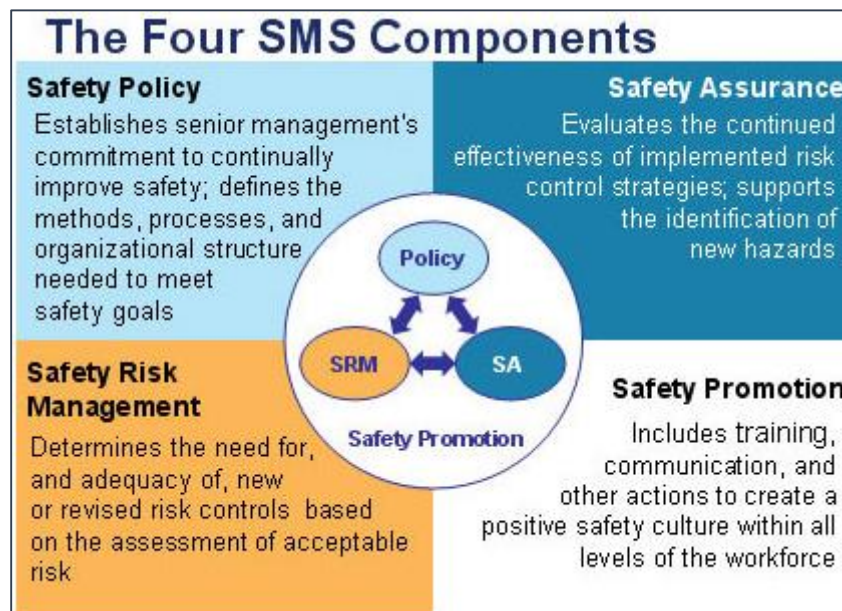 The Four SMS Components
Safety Policy
Establishes senior management's
commitment to continually
improve safety; defines the
methods, processes, and
organizational structure
needed to meet
safety goals
Safety Assurance
Evaluates the continued
effectiveness of implemented risk
control strategies; supports
the identification of
new hazards
Policy
SRM
SA
Safety Promotion
Safety Risk
Management
Determines the need for,
and adequacy of, new
or revised risk controls based
on the assessment of acceptable
risk
Safety Promotion
Includes training,
communication, and
other actions to create a
positive safety culture within all
levels of the workforce